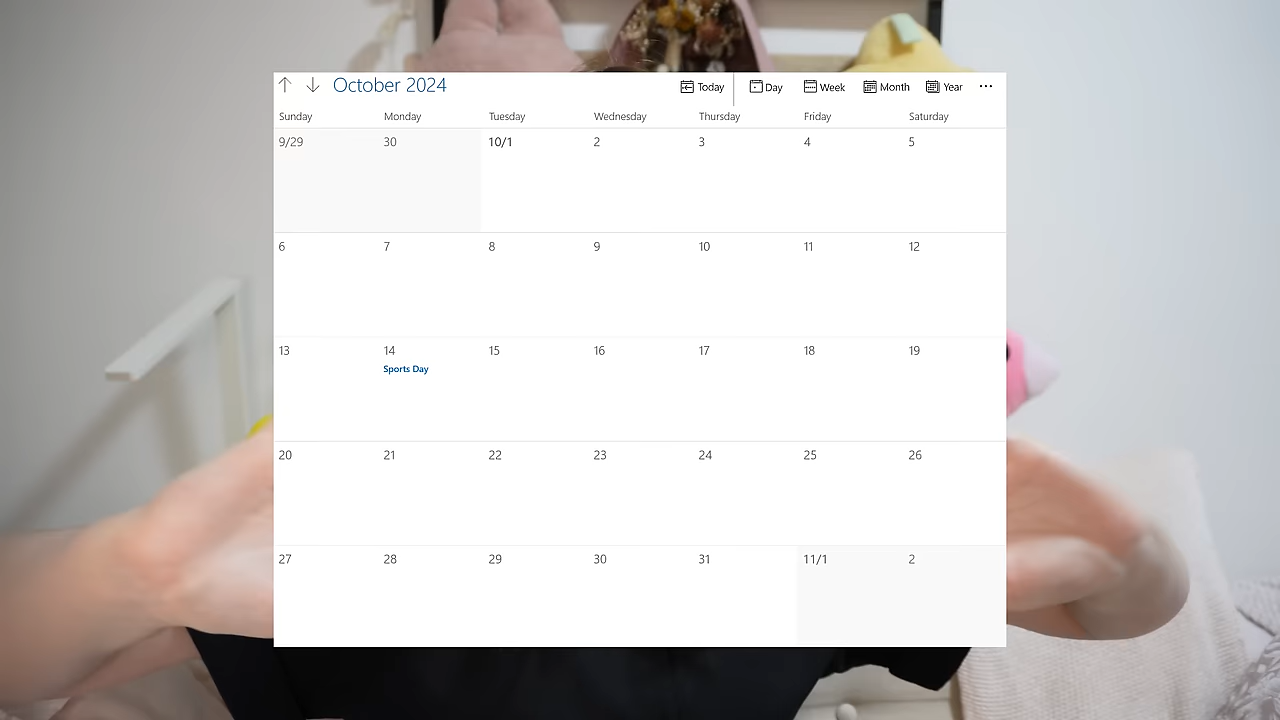 October 2024
Today Day Week Month Year ...
Sunday Monday Tuesday Wednesday Thursday Friday Saturday
9/29 30 10/1 2 3 4 5
6 7 8 9 10 11 12
13 14 15 16 17 18 19
Sports Day
20 21 22 23 24 25 26
27 28 29 30 31 11/1 2